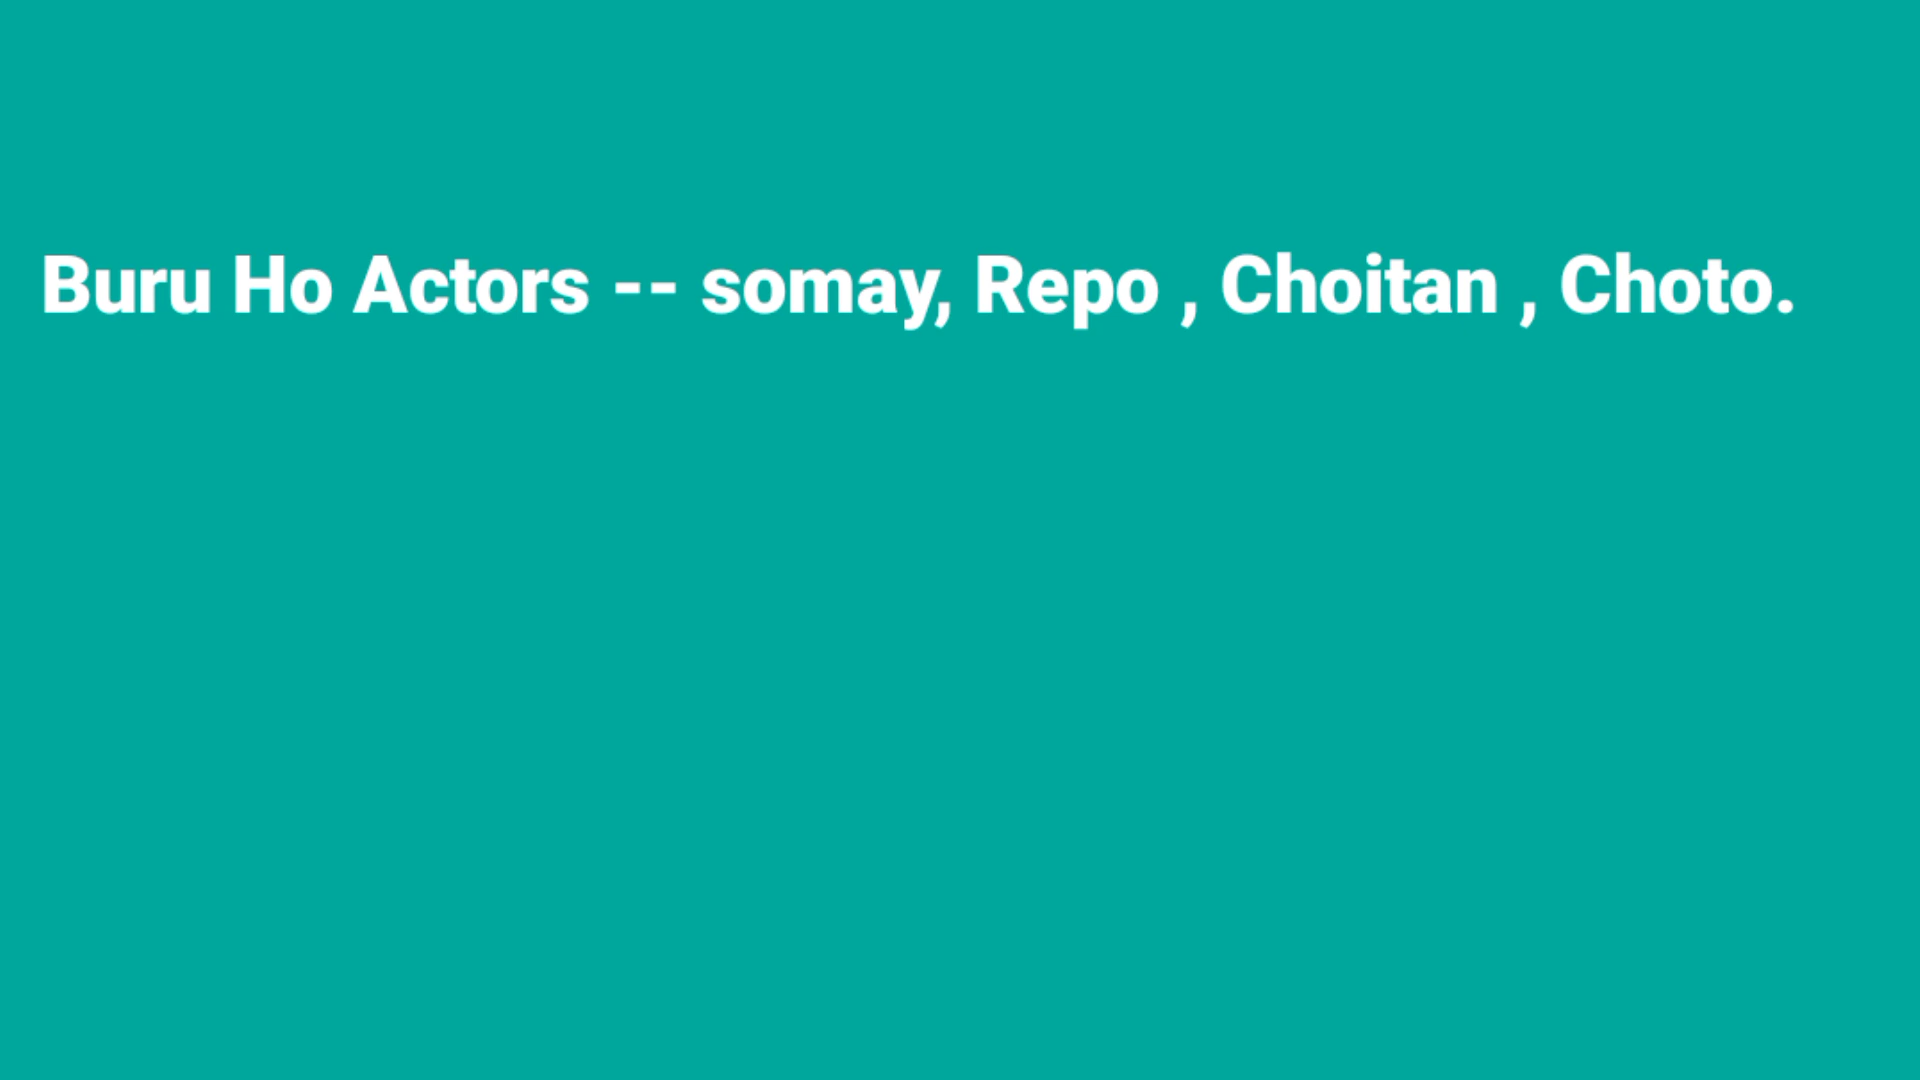 Buru Ho Actors -- somay, Repo , Choitan , Choto.